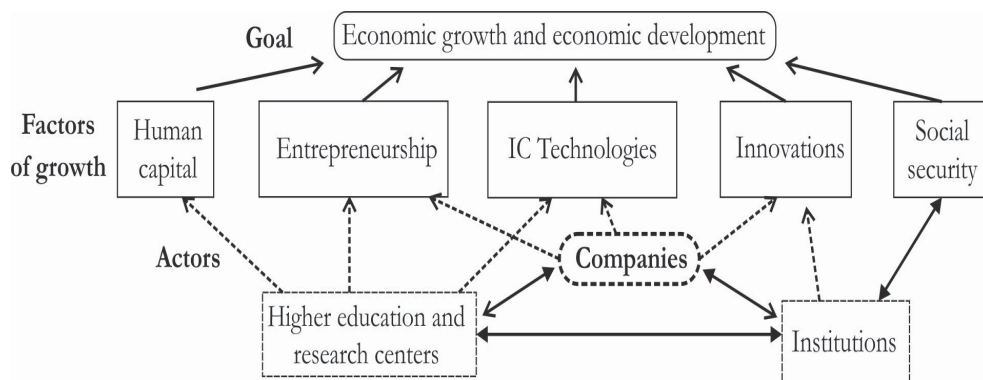 Goal
Economic growth and economic development
Factors
of growth
Human
capital
Entrepreneurship
IC Technologies
Innovations
Social
security
Actors
Companies
Higher education and
research centers
Institutions